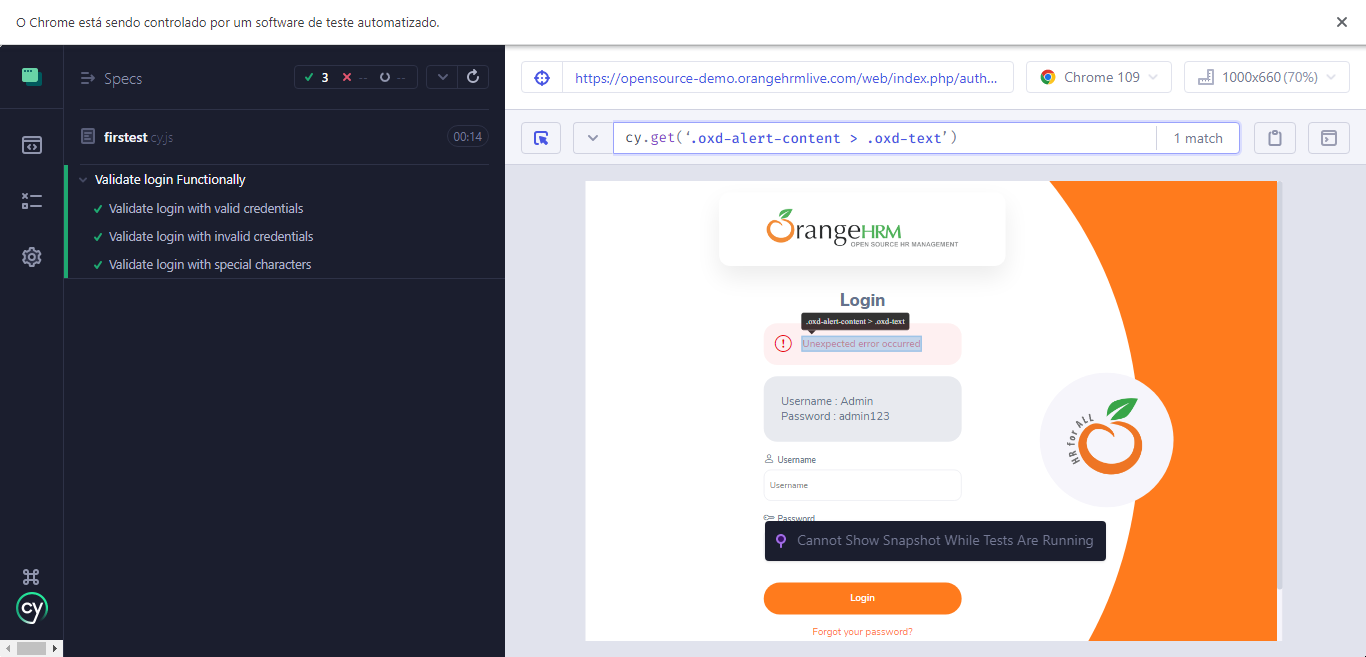 O Chrome está sendo controlado por um software de teste automatizado.
Specs
3 -- --
firstest.cy.js
00:14
Validate login Functionally
Validate login with valid credentials
Validate login with invalid credentials
Validate login with special characters
cy
https://opensource-demo.orangehrmlive.com/web/index.php/auth...
Chrome 109
1000x660 (70%)
cy.get(‘.oxd-alert-content > .oxd-text’)
1 match
OrangeHRM
OPEN SOURCE HR MANAGEMENT
Login
.oxd-alert-content > .oxd-text
Unexpected error occurred
Username : Admin
Password : admin123
HR for ALL
Username
Username
Password
Cannot Show Snapshot While Tests Are Running
Login
Forgot your password?